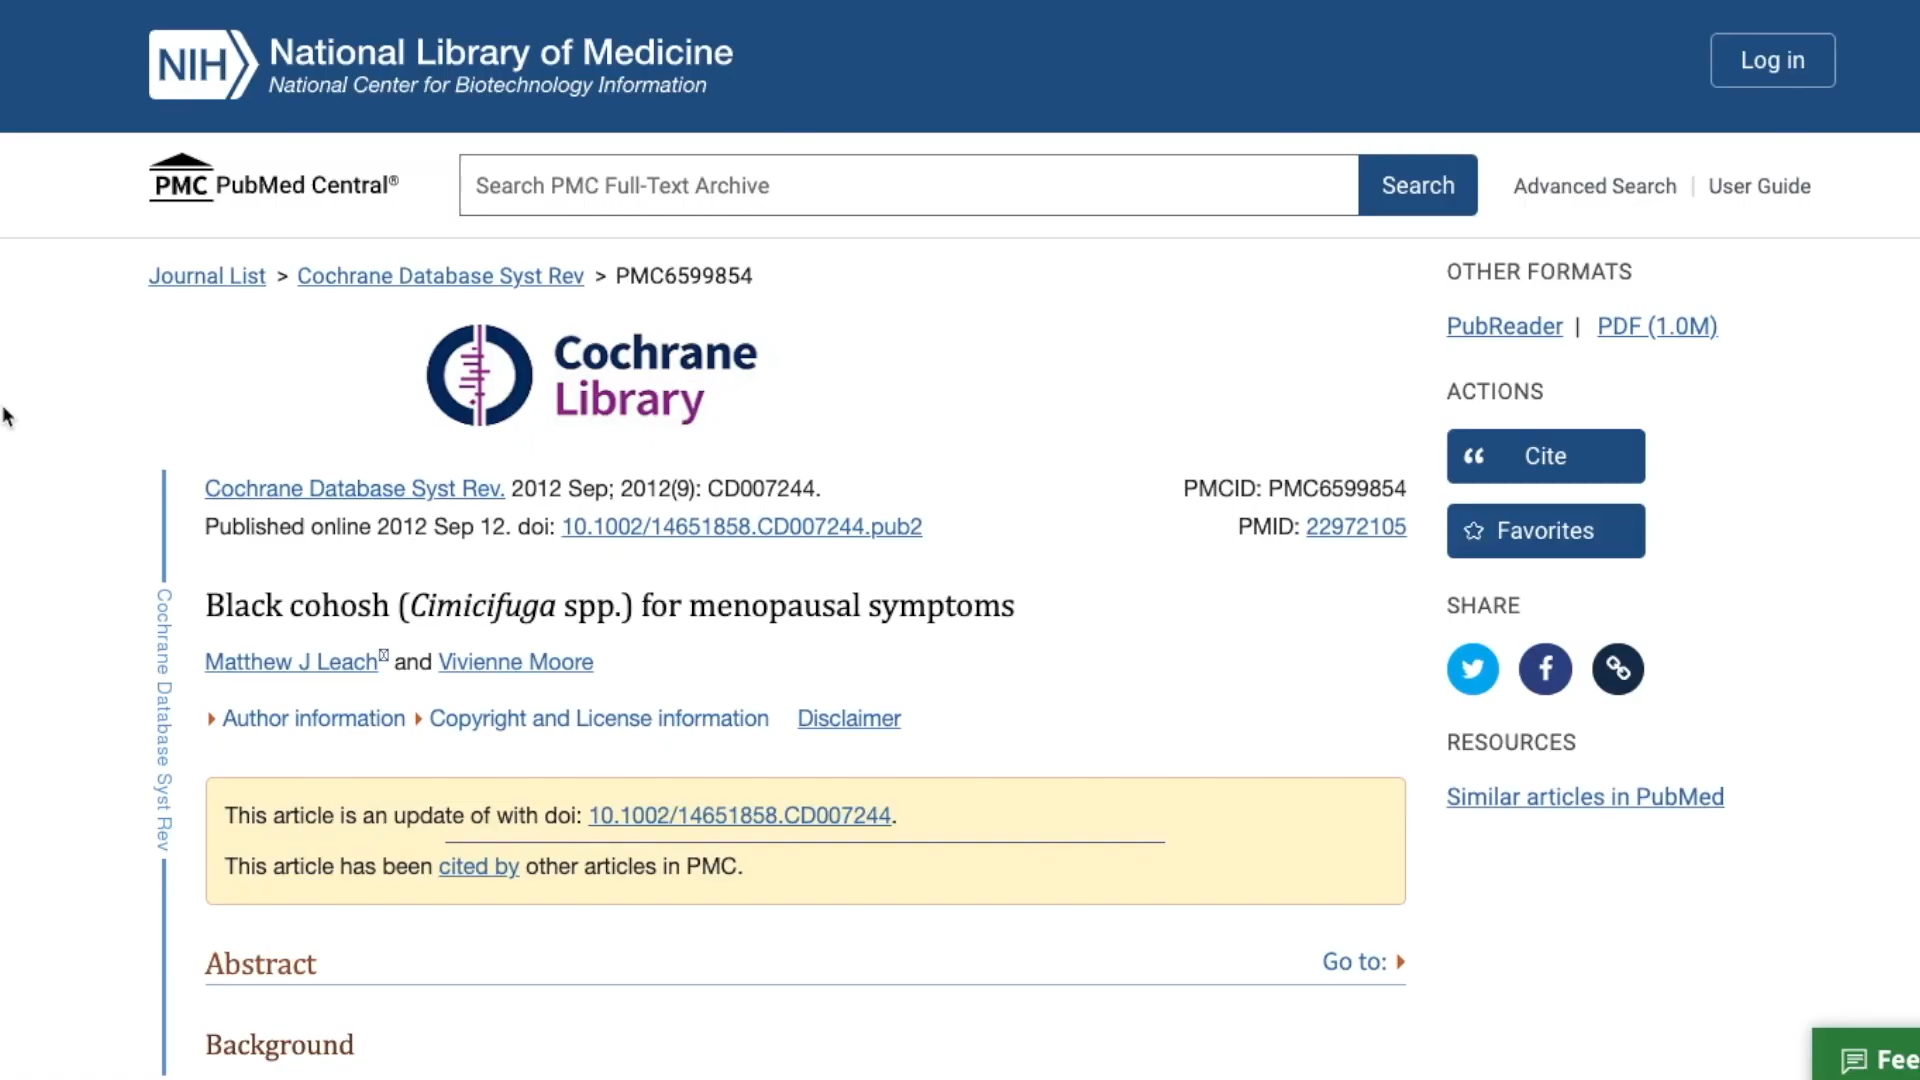 NIH National Library of Medicine
National Center for Biotechnology Information
Log in
PMC PubMed Central®
Search PMC Full-Text Archive
Search
Advanced Search | User Guide
Journal List > Cochrane Database Syst Rev > PMC6599854
Cochrane
Library
Cochrane Database Syst Rev. 2012 Sep; 2012(9): CD007244.
Published online 2012 Sep 12. doi: 10.1002/14651858.CD007244.pub2
PMCID: PMC6599854
PMID: 22972105
Black cohosh (Cimicifuga spp.) for menopausal symptoms
Matthew J Leach and Vivienne Moore
Author information Copyright and License information Disclaimer
This article is an update of with doi: 10.1002/14651858.CD007244.
This article has been cited by other articles in PMC.
Abstract
Go to:
Background
Cochrane Database Syst Rev
OTHER FORMATS
PubReader | PDF (1.0M)
ACTIONS
Cite
Favorites
SHARE
RESOURCES
Similar articles in PubMed
Fee